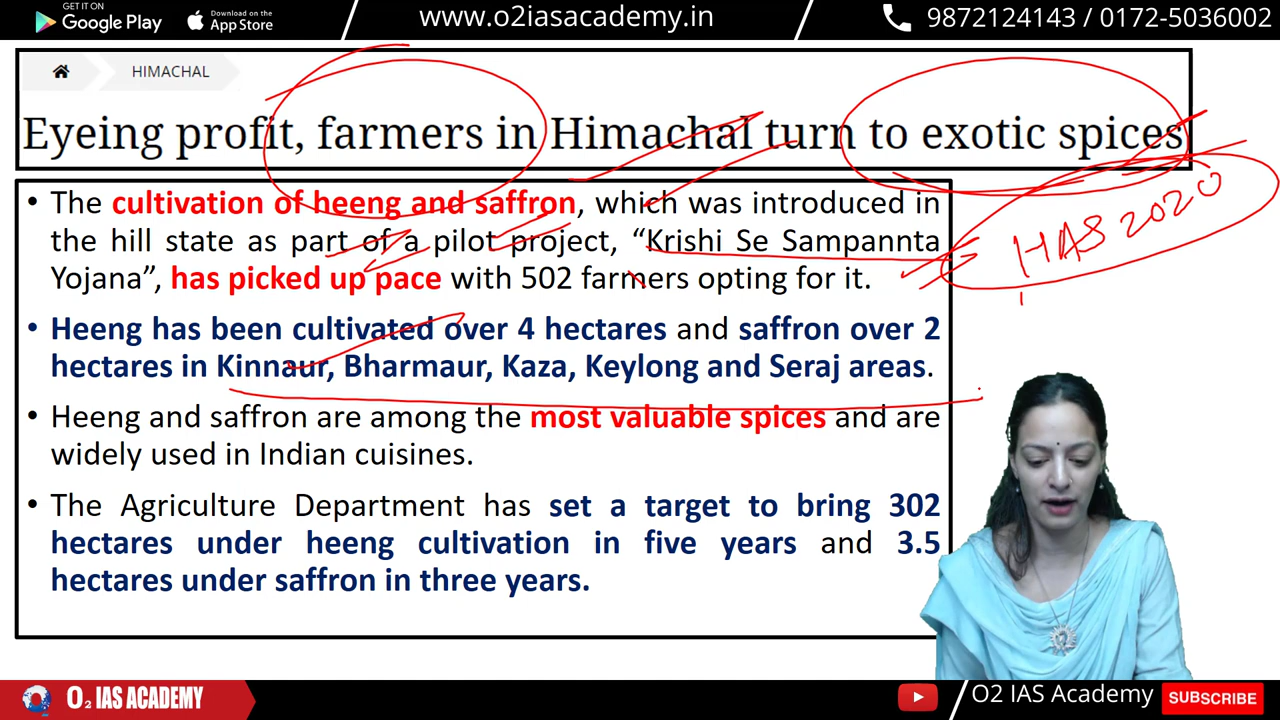 GET IT ON
Google Play
Download on the
App Store
www.o2iasacademy.in
9872124143 / 0172-5036002
HIMACHAL
Eyeing profit, farmers in Himachal turn to exotic spices
• The cultivation of heeng and saffron, which was introduced in
the hill state as part of a pilot project, “Krishi Se Sampannta
Yojana”, has picked up pace with 502 farmers opting for it.
HAS 2020
• Heeng has been cultivated over 4 hectares and saffron over 2
hectares in Kinnaur, Bharmaur, Kaza, Keylong and Seraj areas.
• Heeng and saffron are among the most valuable spices and are
widely used in Indian cuisines.
• The Agriculture Department has set a target to bring 302
hectares under heeng cultivation in five years and 3.5
hectares under saffron in three years.
O2 IAS ACADEMY
O2 IAS Academy
SUBSCRIBE